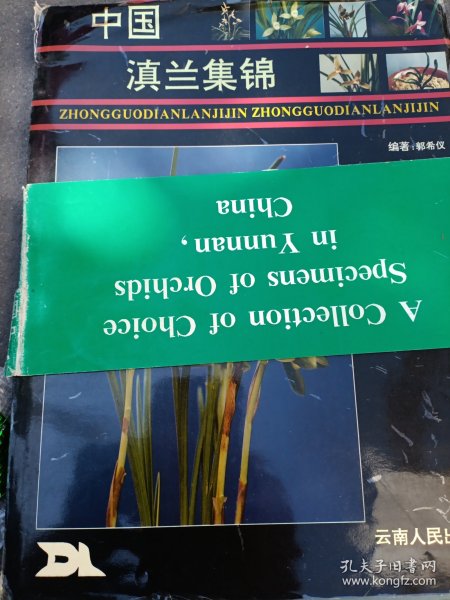 中国
滇兰集锦
ZHONGGUODIANLANJIJIN ZHONGGUODIANLANJIJIN
编著:郭希仪
A Collection of Choice
Specimens of Orchids
in Yunnan,
China
DL
云南人民出
孔夫子旧书网
www.kongfz.com